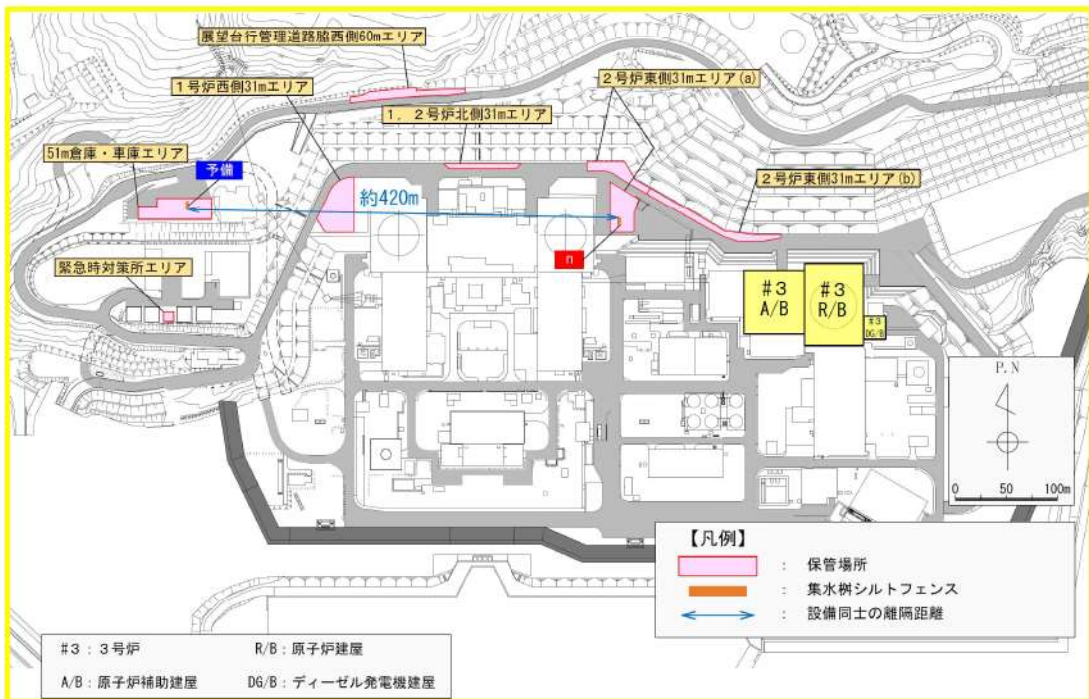 展望台行管理道路脇西側60mエリア
1号炉西側31mエリア
2号炉東側31mエリア(a)
1，2号炉北側31mエリア
51m倉庫・車庫エリア
予備
約420m
2号炉東側31mエリア(b)
n
緊急時対策所エリア
#3
A/B
#3
R/B
#3
DG/B
P.N
0 50 100m
【凡例】
： 保管場所
： 集水桝シルトフェンス
： 設備同士の離隔距離
#3：3号炉 R/B：原子炉建屋
A/B：原子炉補助建屋 DG/B：ディーゼル発電機建屋